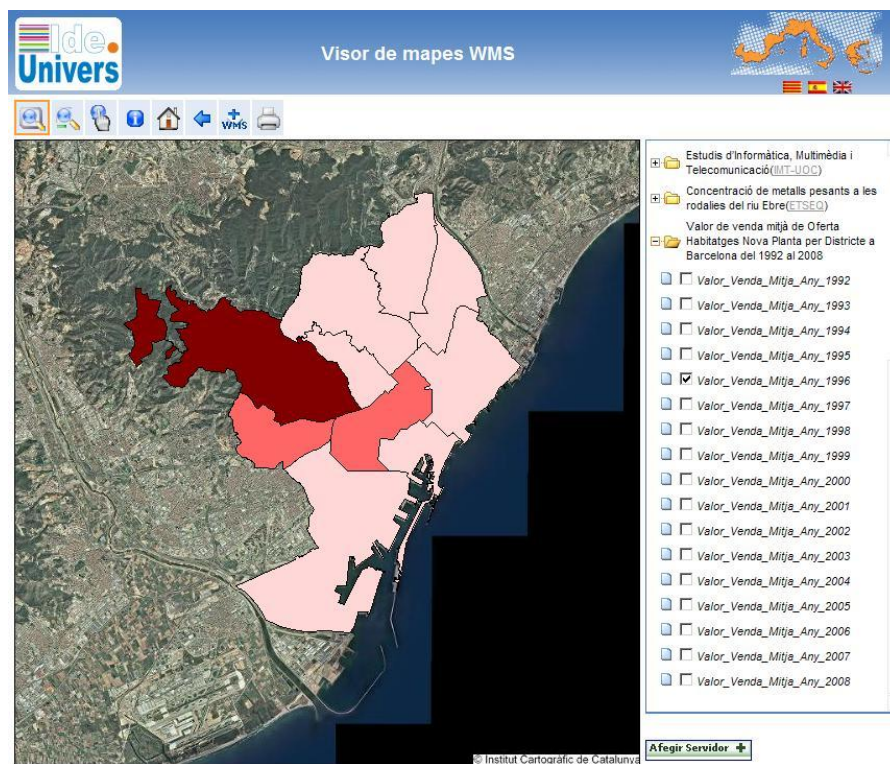 Ide.
Univers
Visor de mapes WMS
WMS
Estudis d'Informàtica, Multimèdia i
Telecomunicació(IMT-UOC)
Concentració de metalls pesants a les
rodalies del riu Ebre(ETSEQ)
Valor de venda mitjà de Oferta
Habitatges Nova Planta per Districte a
Barcelona del 1992 al 2008
Valor_Venda_Mitja_Any_1992
Valor_Venda_Mitja_Any_1993
Valor_Venda_Mitja_Any_1994
Valor_Venda_Mitja_Any_1995
Valor_Venda_Mitja_Any_1996
Valor_Venda_Mitja_Any_1997
Valor_Venda_Mitja_Any_1998
Valor_Venda_Mitja_Any_1999
Valor_Venda_Mitja_Any_2000
Valor_Venda_Mitja_Any_2001
Valor_Venda_Mitja_Any_2002
Valor_Venda_Mitja_Any_2003
Valor_Venda_Mitja_Any_2004
Valor_Venda_Mitja_Any_2005
Valor_Venda_Mitja_Any_2006
Valor_Venda_Mitja_Any_2007
Valor_Venda_Mitja_Any_2008
© Institut Cartogràfic de Catalunya
Afegir Servidor +